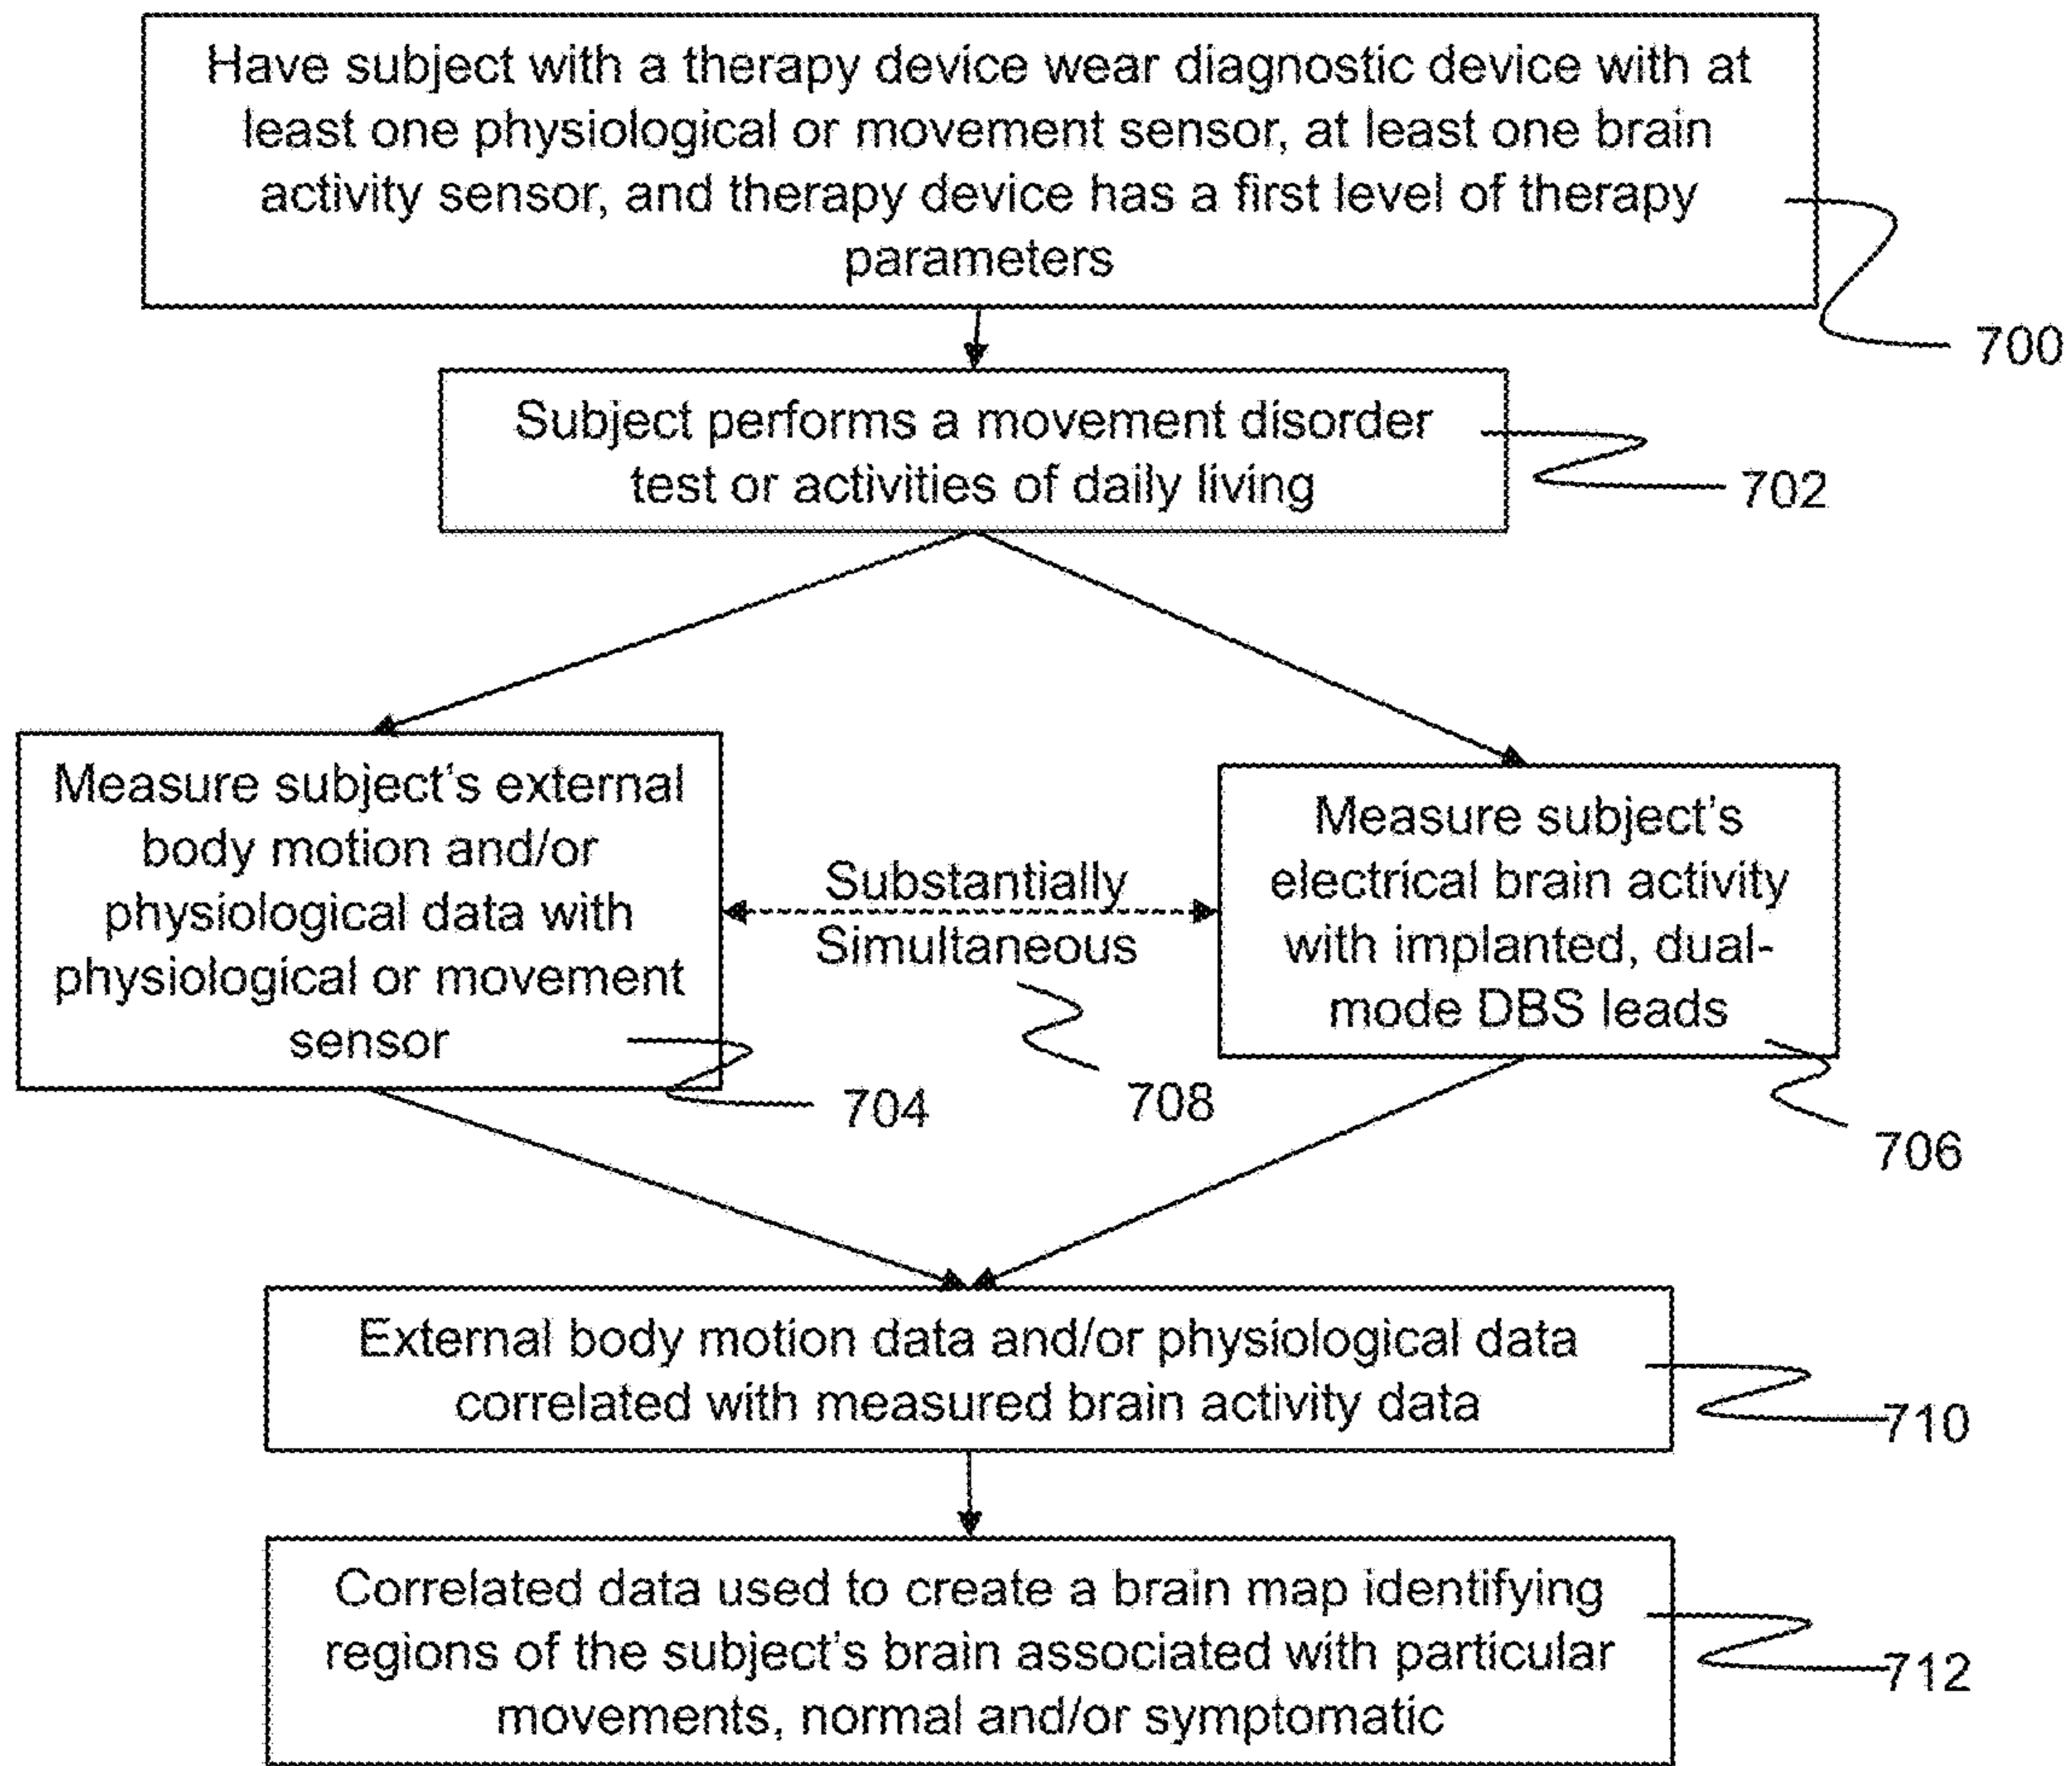 Have subject with a therapy device wear diagnostic device with at
least one physiological or movement sensor, at least one brain
activity sensor, and therapy device has a first level of therapy
parameters
700
Subject performs a movement disorder
test or activities of daily living
702
Measure subject's external
body motion and/or
physiological data with
physiological or movement
sensor
704
Substantially
Simultaneous
708
Measure subject's
electrical brain activity
with implanted, dual-
mode DBS leads
706
External body motion data and/or physiological data
correlated with measured brain activity data
710
Correlated data used to create a brain map identifying
regions of the subject's brain associated with particular
movements, normal and/or symptomatic
712